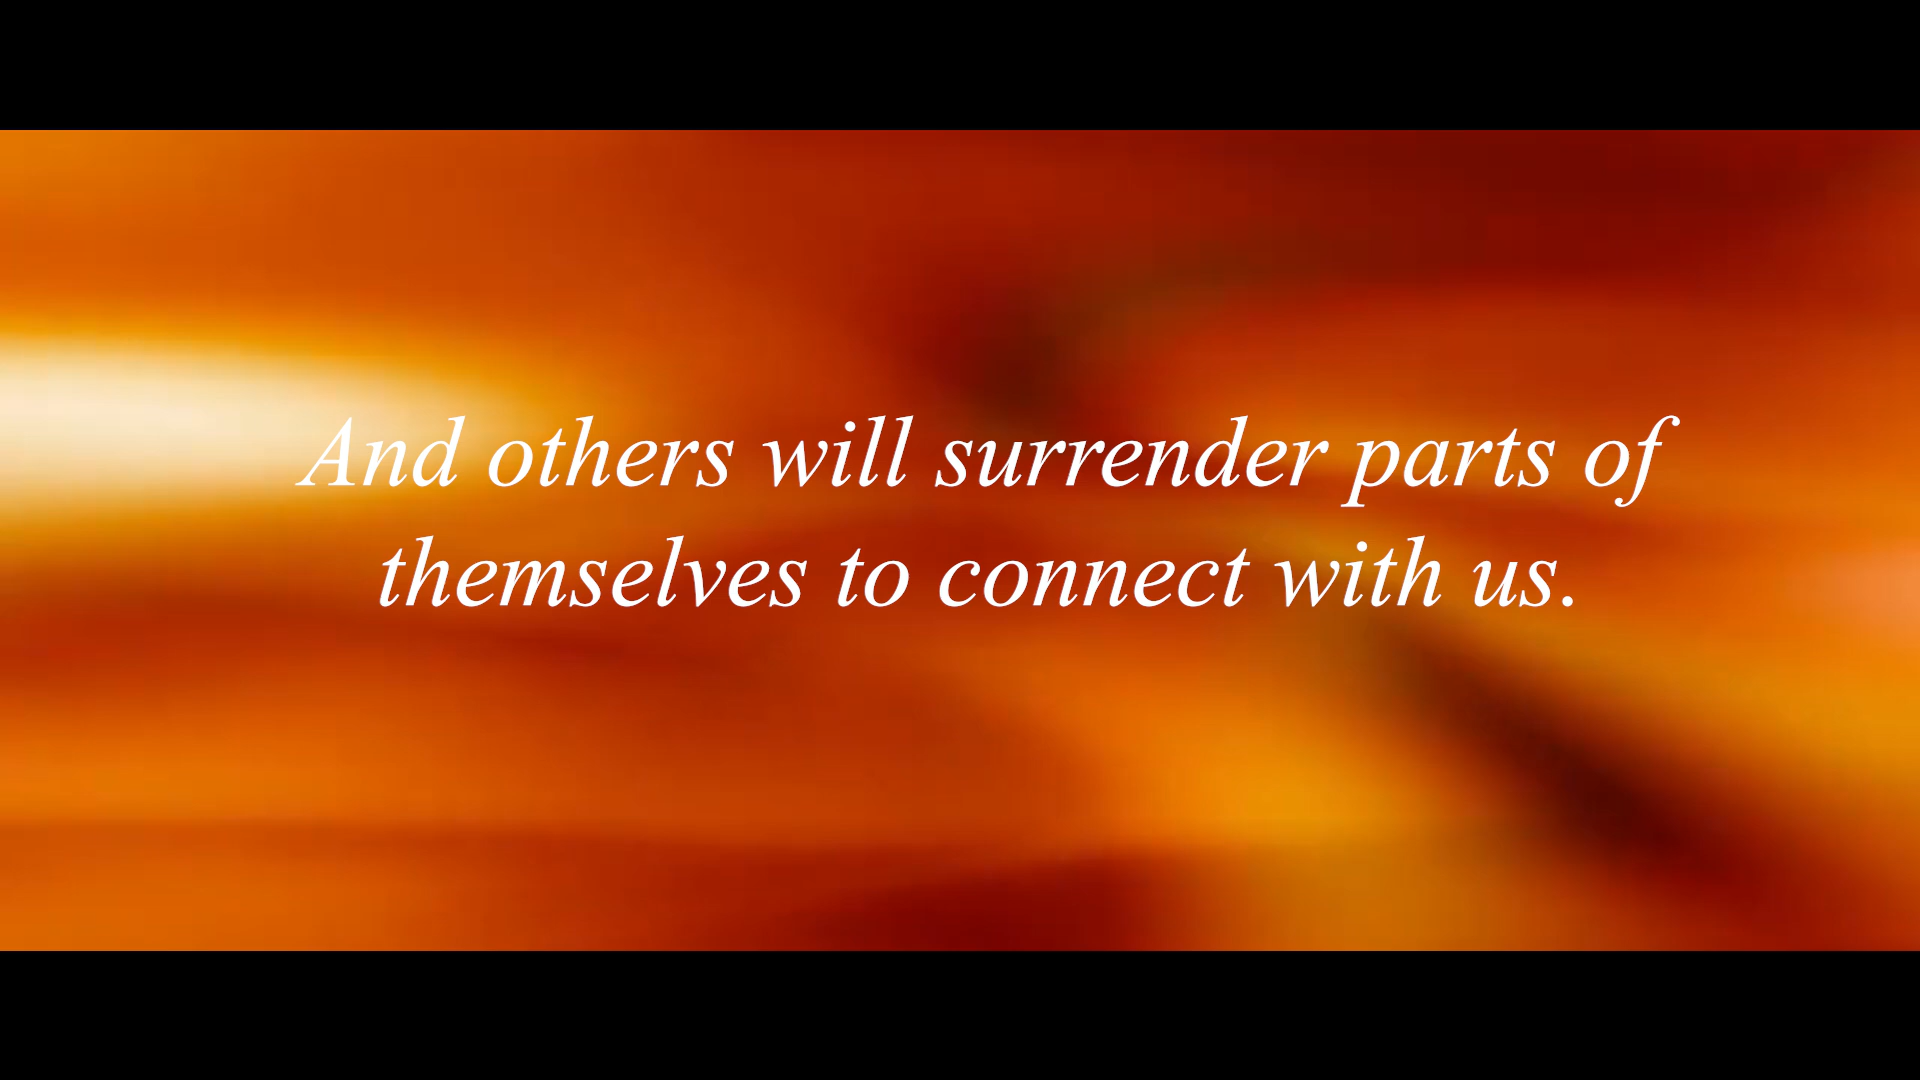 And others will surrender parts of
themselves to connect with us.